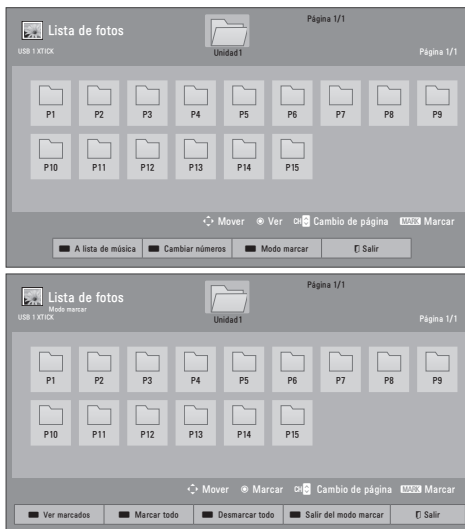 Página 1/1
Lista de fotos
USB 1 XTICK
Unidad1
Página 1/1
P1 P2 P3 P4 P5 P6 P7 P8 P9
P10 P11 P12 P13 P14 P15
Mover Ver CH Cambio de página MARK Marcar
A lista de música Cambiar números Modo marcar Salir
Página 1/1
Lista de fotos
Modo marcar
USB 1 XTICK
Unidad1
Página 1/1
P1 P2 P3 P4 P5 P6 P7 P8 P9
P10 P11 P12 P13 P14 P15
Mover Marcar CH Cambio de página MARK Marcar
Ver marcados Marcar todo Desmarcar todo Salir del modo marcar Salir